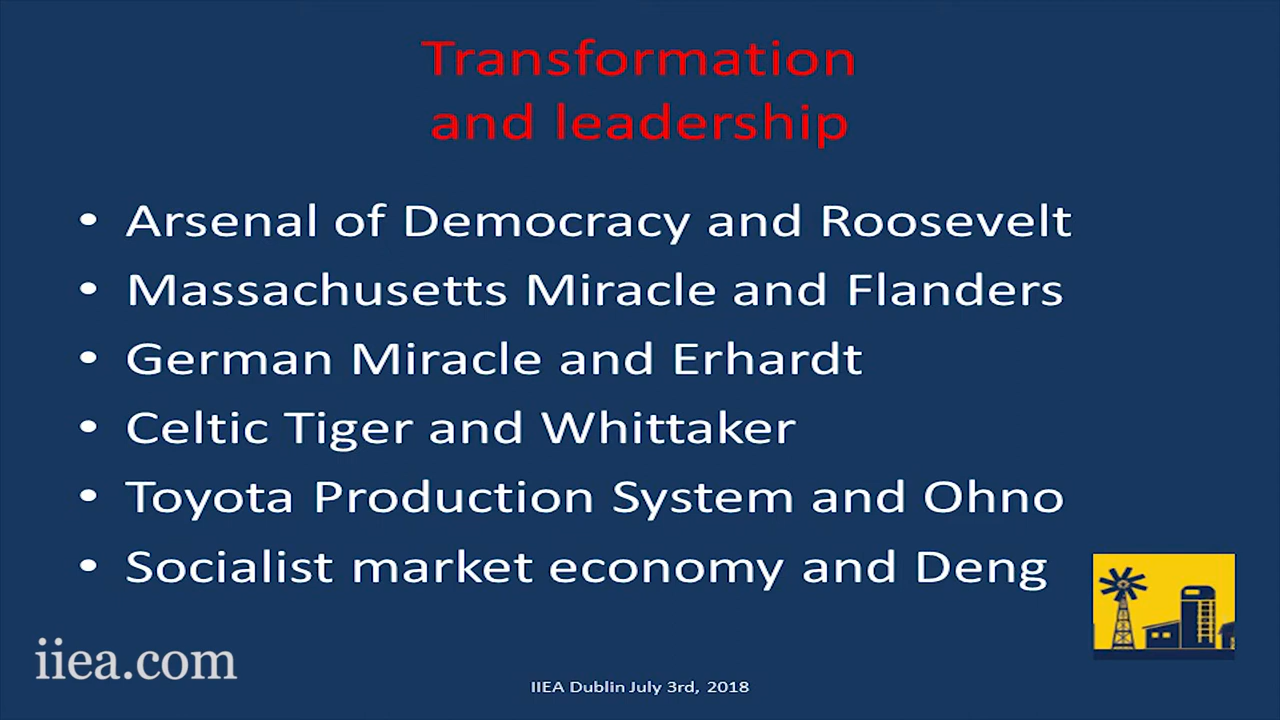 Transformation
and leadership
• Arsenal of Democracy and Roosevelt
• Massachusetts Miracle and Flanders
• German Miracle and Erhardt
• Celtic Tiger and Whittaker
• Toyota Production System and Ohno
• Socialist market economy and Deng
iiea.com
IIEA Dublin July 3rd, 2018